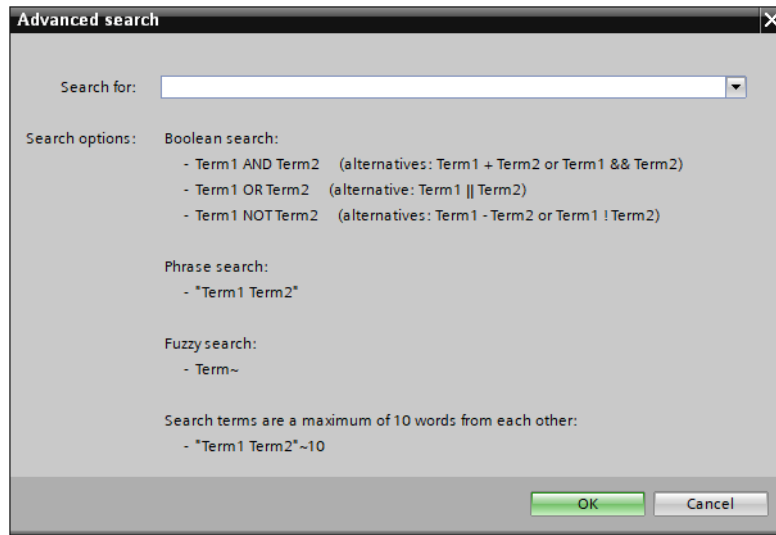 Advanced search
Search for:
Search options:
Boolean search:
- Term1 AND Term2 (alternatives: Term1 + Term2 or Term1 && Term2)
- Term1 OR Term2 (alternative: Term1 || Term2)
- Term1 NOT Term2 (alternatives: Term1 - Term2 or Term1 ! Term2)
Phrase search:
- "Term1 Term2"
Fuzzy search:
- Term~
Search terms are a maximum of 10 words from each other:
- "Term1 Term2"~10
OK Cancel